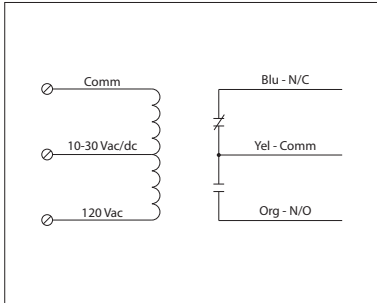 Comm
Blu - N/C
10-30 Vac/dc
Yel - Comm
120 Vac
Org - N/O